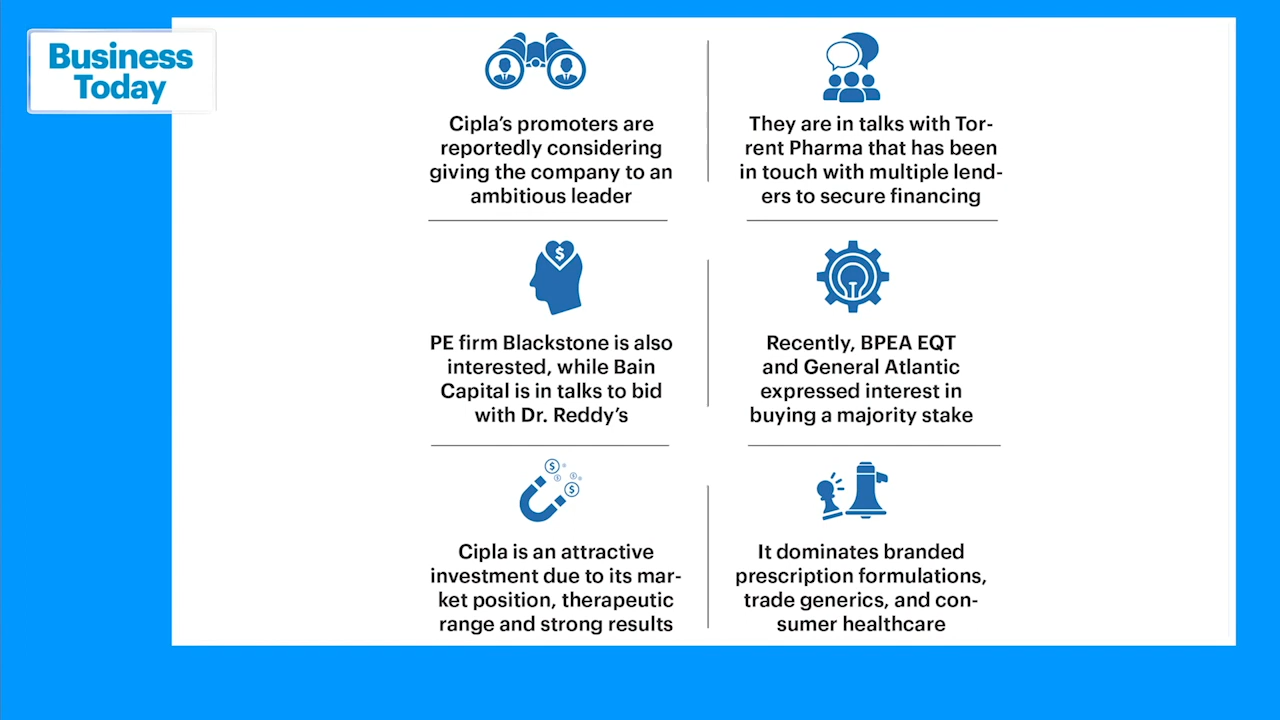 Business
Today
Cipla's promoters are
reportedly considering
giving the company to an
ambitious leader
They are in talks with Tor-
rent Pharma that has been
in touch with multiple lend-
ers to secure financing
$
PE firm Blackstone is also
interested, while Bain
Capital is in talks to bid
with Dr. Reddy's
Recently, BPEA EQT
and General Atlantic
expressed interest in
buying a majority stake
$
$
$
$
Cipla is an attractive
investment due to its mar-
ket position, therapeutic
range and strong results
It dominates branded
prescription formulations,
trade generics, and con-
sumer healthcare